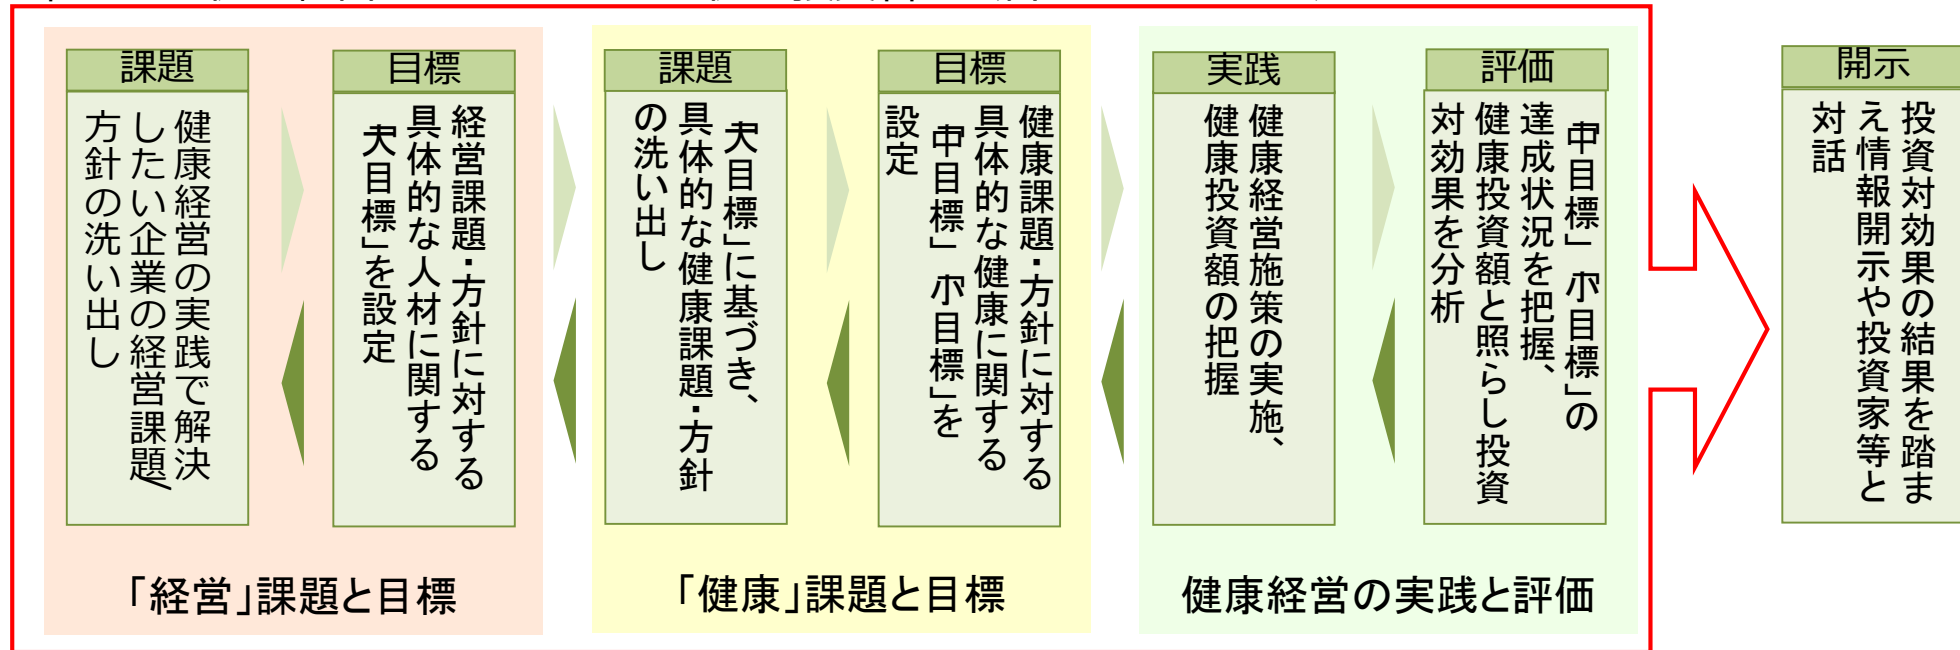 課題
健康経営の実践で解決
したい企業の経営課題/
方針の洗い出し
目標
経営課題・方針に対する
具体的な人材に関する
「大目標」を設定
「経営」課題と目標
課題
「大目標」に基づき、
具体的な健康課題・方針
の洗い出し
目標
健康課題・方針に対する
具体的な健康に関する
「中目標」「小目標」を
設定
「健康」課題と目標
実践
健康経営施策の実施、
健康投資額の把握
評価
「中目標」「小目標」の
達成状況を把握、
健康投資額と照らし投資
対効果を分析
健康経営の実践と評価
開示
投資対効果の結果を踏ま
え情報開示や投資家等と
対話